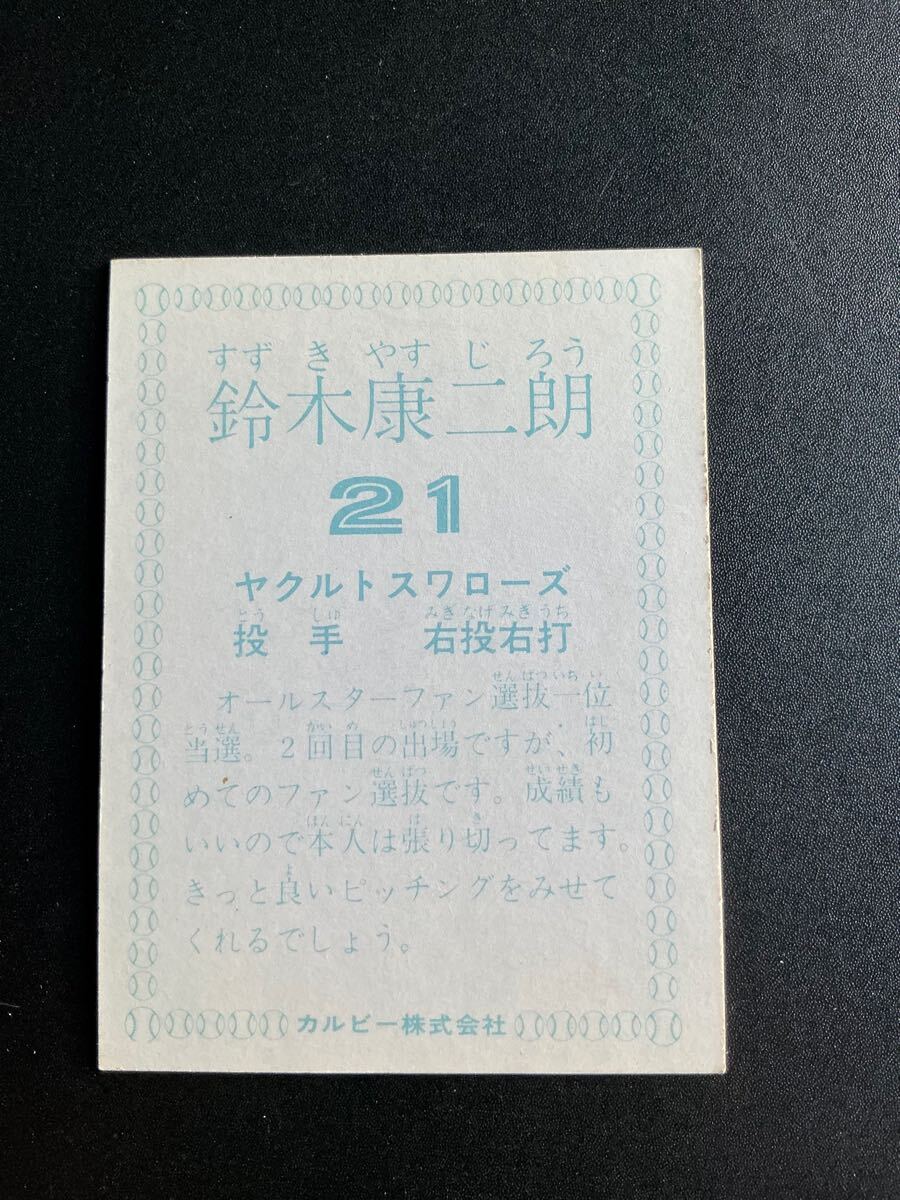 すず き やす じ ろう
鈴木康二朗
21
ヤクルトスワローズ
とう しゅ みぎ なげ みぎ うち
投手 右投右打
せん ばつ いち い
オールスターファン選抜一位
とう せん かい め しゅつじょう はじ
当選。2回目の出場ですが、初
せん ばつ せい せき
めてのファン選抜です。成績も
ほん にん は き
いいので本人は張り切ってます。
よ
きっと良いピッチングをみせて
くれるでしょう。
カルビー株式会社